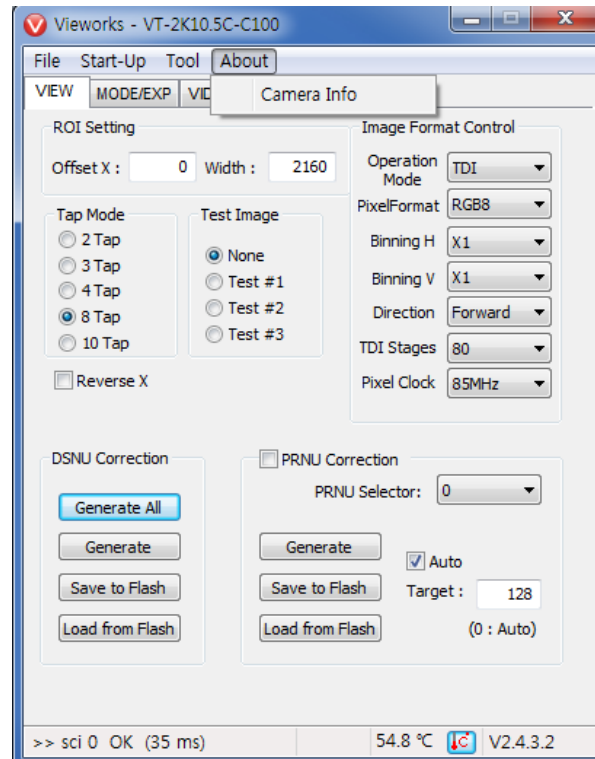 Vieworks - VT-2K10.5C-C100
File Start-Up Tool About
VIEW MODE/EXP VID
Camera Info
ROI Setting
Offset X : 0 Width : 2160
Tap Mode
2 Tap
3 Tap
4 Tap
8 Tap
10 Tap
Test Image
None
Test #1
Test #2
Test #3
Reverse X
Image Format Control
Operation Mode TDI
PixelFormat RGB8
Binning H X1
Binning V X1
Direction Forward
TDI Stages 80
Pixel Clock 85MHz
DSNU Correction
Generate All
Generate
Save to Flash
Load from Flash
PRNU Correction
PRNU Selector: 0
Generate
Save to Flash
Load from Flash
Auto
Target : 128
(0 : Auto)
>> sci 0 OK (35 ms) 54.8 ℃ C V2.4.3.2